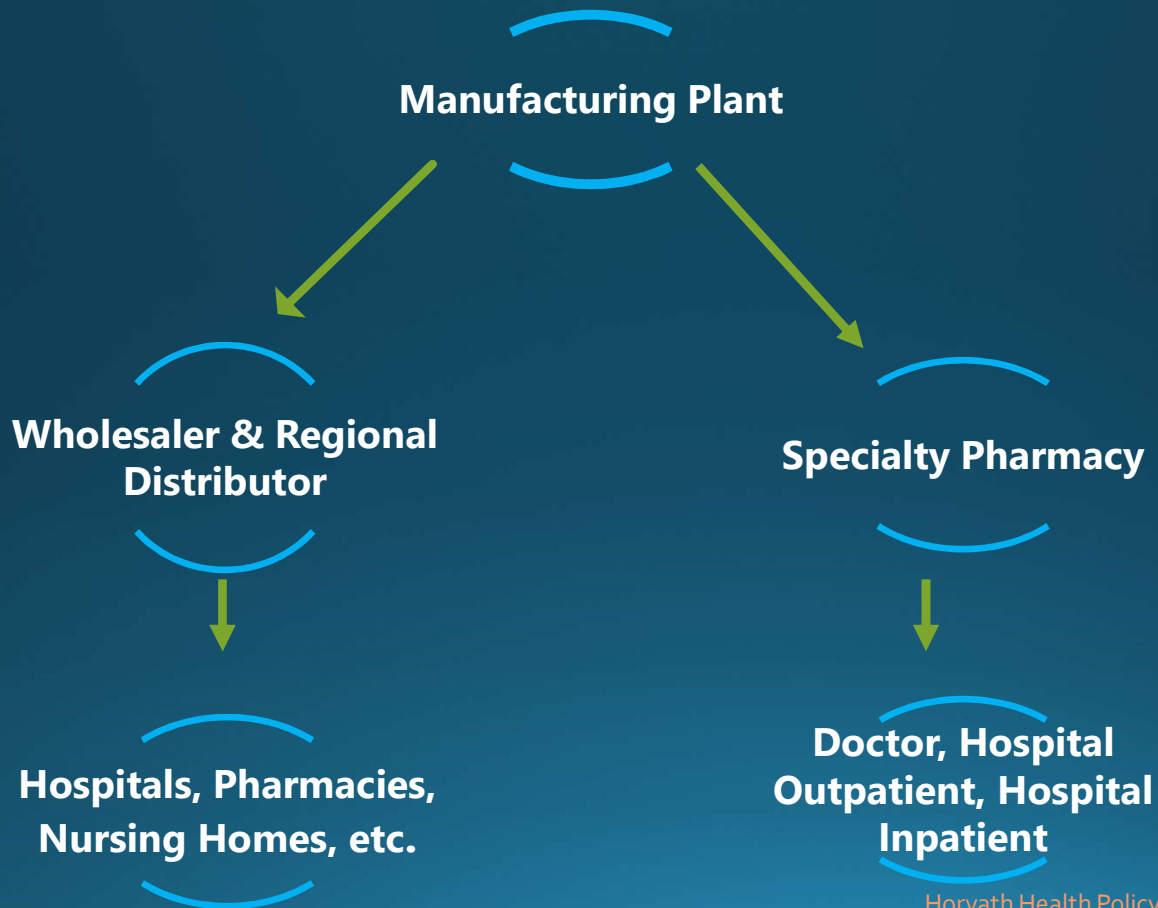 Manufacturing Plant
Wholesaler & Regional
Distributor
Specialty Pharmacy
Hospitals, Pharmacies,
Nursing Homes, etc.
Doctor, Hospital
Outpatient, Hospital
Inpatient
Horvath Health Policy